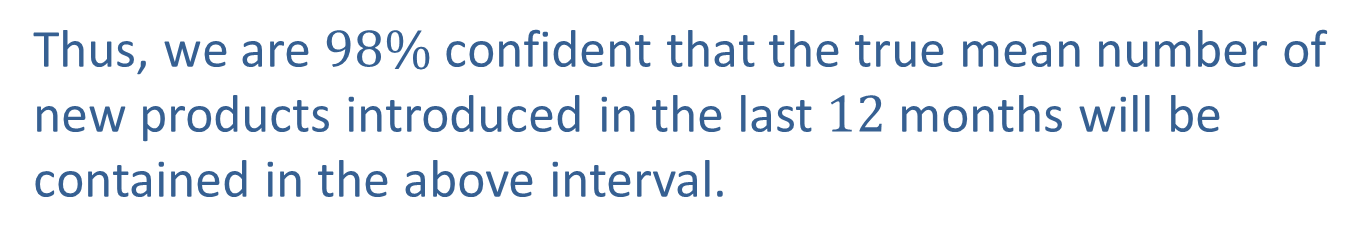 Thus, we are 98% confident that the true mean number of
new products introduced in the last 12 months will be
contained in the above interval.